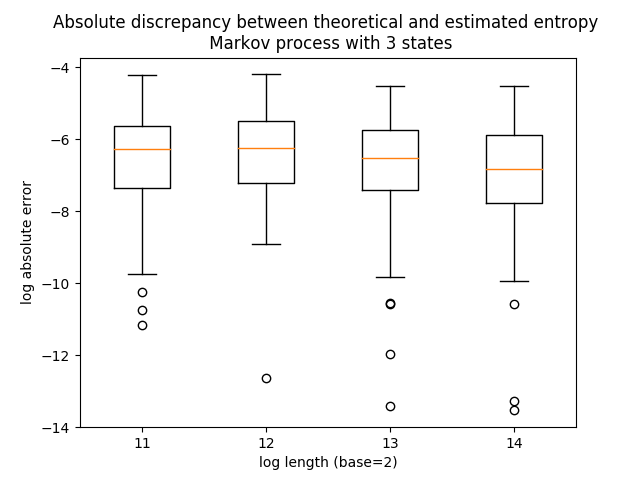 Absolute discrepancy between theoretical and estimated entropy
Markov process with 3 states
−4
−6
−8
−10
−12
−14
log absolute error
11 12 13 14
log length (base=2)